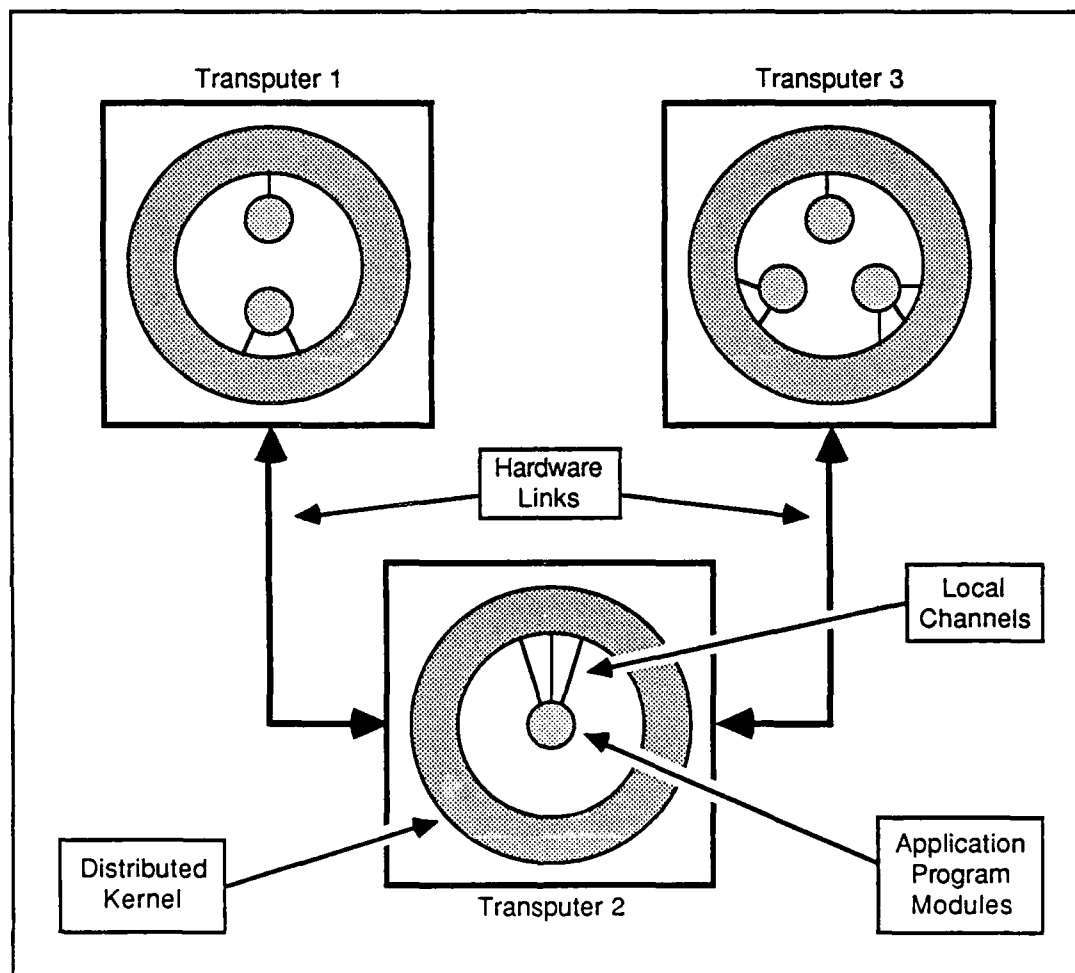 Transputer 1
Transputer 3
Hardware
Links
Local
Channels
Distributed
Kernel
Transputer 2
Application
Program
Modules